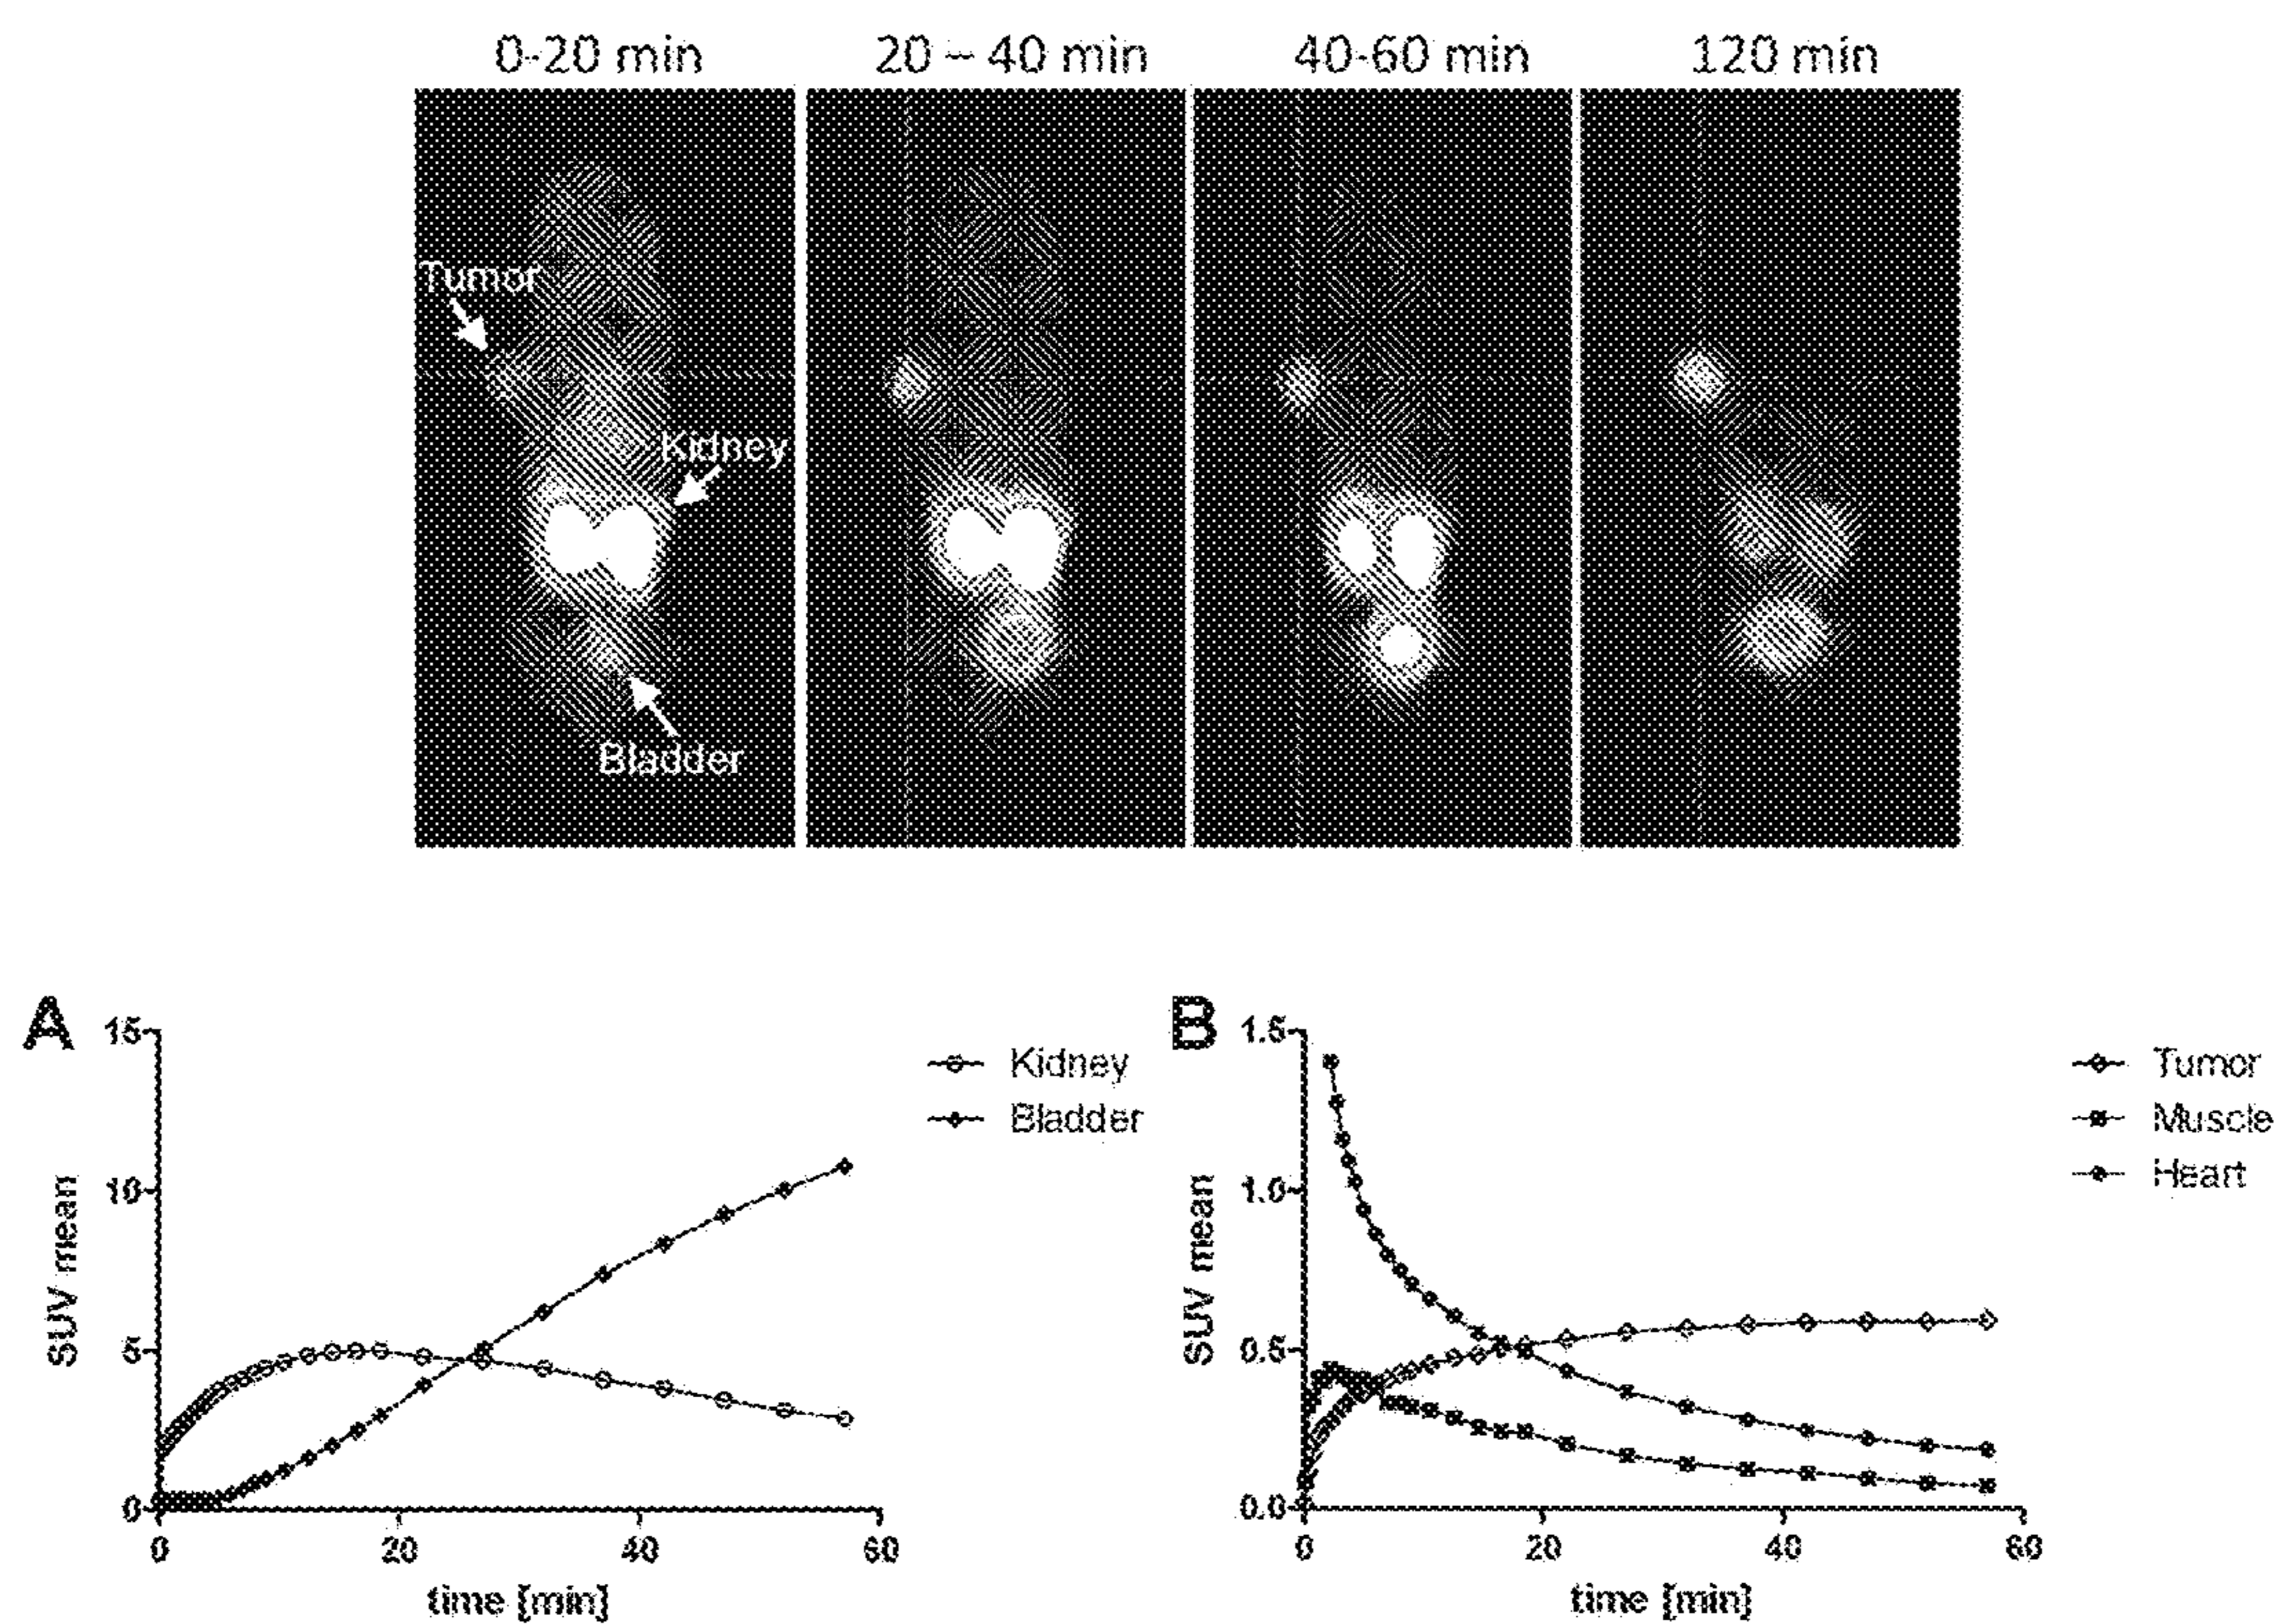 0-20 min
20 – 40 min
40-60 min
120 min
Tumor
Kidney
Bladder
A
15
10
5
0
0
20
40
60
SUV mean
time [min]
Kidney
Bladder
B
1.5
1.0
0.5
0.0
0
20
40
60
SUV mean
time [min]
Tumor
Muscle
Heart